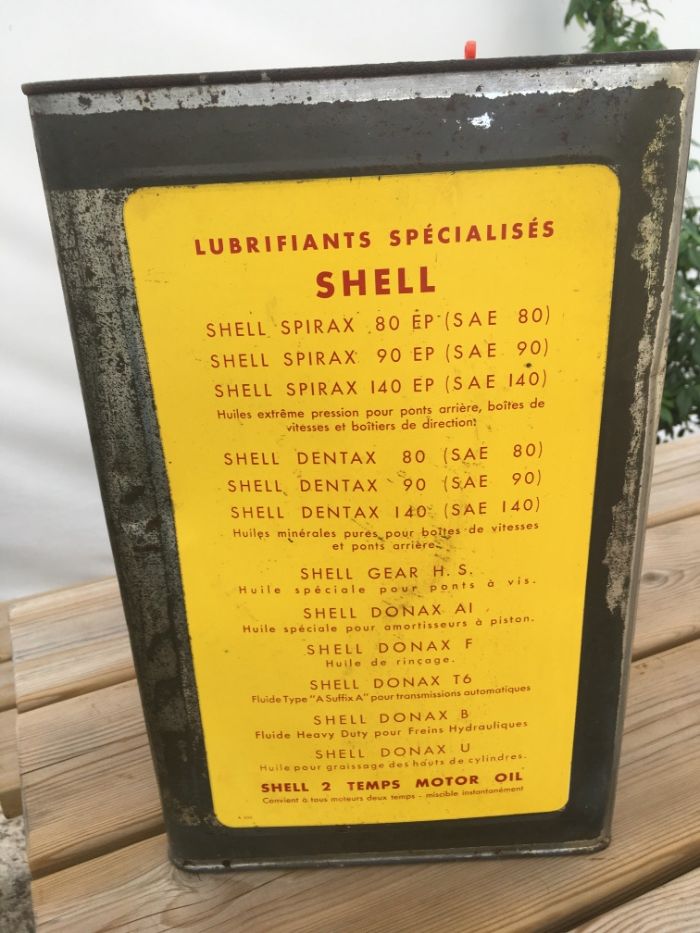 LUBRIFIANTS SPÉCIALISÉS
SHELL
SHELL SPIRAX 80 EP (SAE 80)
SHELL SPIRAX 90 EP (SAE 90)
SHELL SPIRAX 140 EP (SAE 140)
Huiles extrême pression pour ponts arrière, boîtes de
vitesses et boîtiers de direction:
SHELL DENTAX 80 (SAE 80)
SHELL DENTAX 90 (SAE 90)
SHELL DENTAX 140 (SAE 140)
Huiles minérales pures pour boîtes de vitesses
et ponts arrière.
SHELL GEAR H.S.
Huile spéciale pour ponts à vis.
SHELL DONAX A1
Huile spéciale pour amortisseurs à piston.
SHELL DONAX F
Huile de rinçage.
SHELL DONAX T6
Fluide Type "A Suffix A" pour transmissions automatiques
SHELL DONAX B
Fluide Heavy Duty pour Freins Hydrauliques
SHELL DONAX U
Huile pour graissage des hauts de cylindres.
SHELL 2 TEMPS MOTOR OIL
Convient à tous moteurs deux temps - miscible instantanément